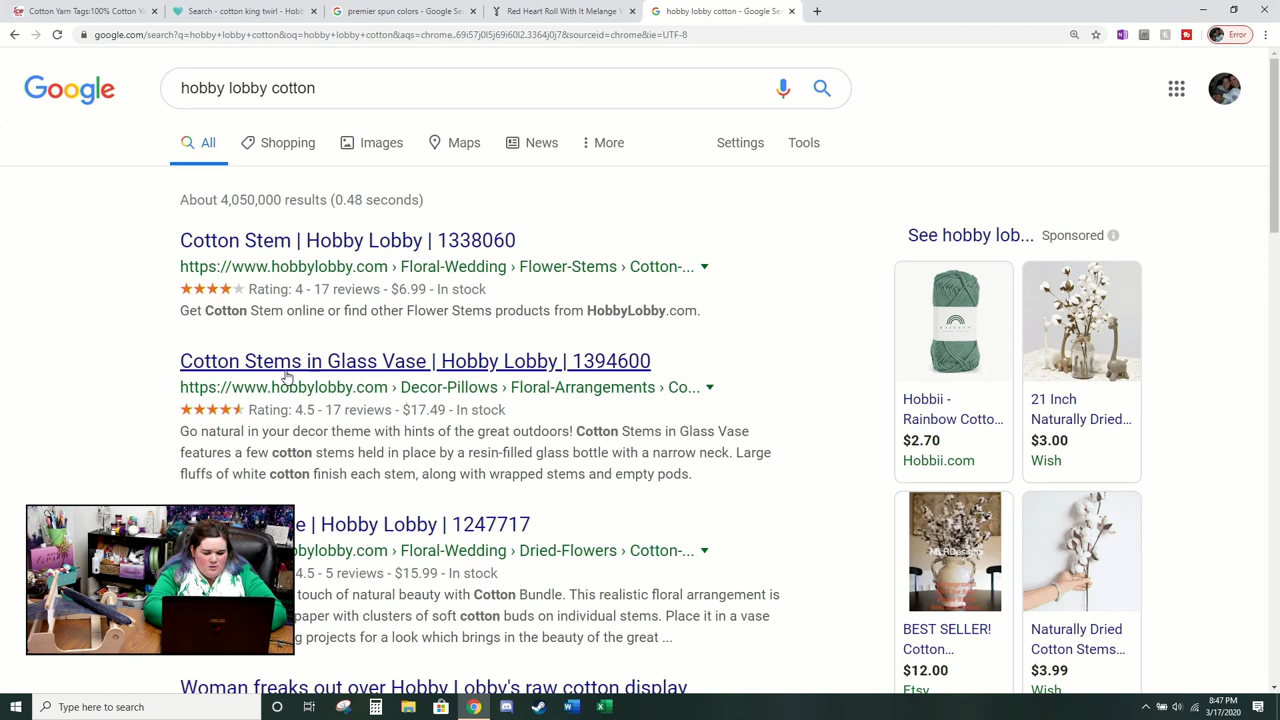 Cotton Yarn Tags:100% Cotton Ya
Search - cotton king twirl - Hobb
premier spun colors - Google Sea
Red Heart Roll With It Melange Y
hobby lobby cotton - Google Sea
google.com/search?q=hobby+lobby+cotton&oq=hobby+lobby+cotton&aqs=chrome..69i57j0l5j69i60l2.3364j0j7&sourceid=chrome&ie=UTF-8
Error
Google
hobby lobby cotton
All
Shopping
Images
Maps
News
More
Settings
Tools
About 4,050,000 results (0.48 seconds)
Cotton Stem | Hobby Lobby | 1338060
https://www.hobbylobby.com › Floral-Wedding › Flower-Stems › Cotton-...
Rating: 4 - 17 reviews - $6.99 - In stock
Get Cotton Stem online or find other Flower Stems products from HobbyLobby.com.
Cotton Stems in Glass Vase | Hobby Lobby | 1394600
https://www.hobbylobby.com › Decor-Pillows › Floral-Arrangements › Co...
Rating: 4.5 - 17 reviews - $17.49 - In stock
Go natural in your decor theme with hints of the great outdoors! Cotton Stems in Glass Vase
features a few cotton stems held in place by a resin-filled glass bottle with a narrow neck. Large
fluffs of white cotton finish each stem, along with wrapped stems and empty pods.
e | Hobby Lobby | 1247717
bylobby.com › Floral-Wedding › Dried-Flowers › Cotton-...
4.5 - 5 reviews - $15.99 - In stock
touch of natural beauty with Cotton Bundle. This realistic floral arrangement is
paper with clusters of soft cotton buds on individual stems. Place it in a vase
g projects for a look which brings in the beauty of the great ...
Woman freaks out over Hobby Lobby's raw cotton display
See hobby lob...
Sponsored
Hobbii -
Rainbow Cotto...
$2.70
Hobbii.com
21 Inch
Naturally Dried...
$3.00
Wish
BEST SELLER!
Cotton...
$12.00
Etsy
Naturally Dried
Cotton Stems...
$3.99
Wish
Type here to search
8:47 PM
3/17/2020